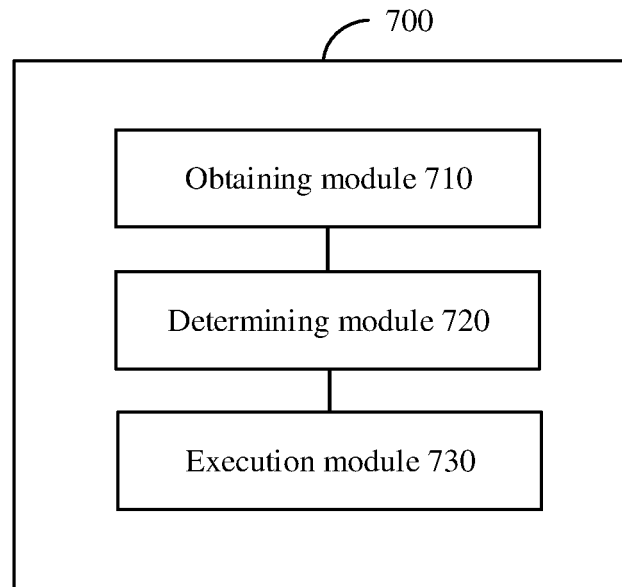 700
Obtaining module 710
Determining module 720
Execution module 730